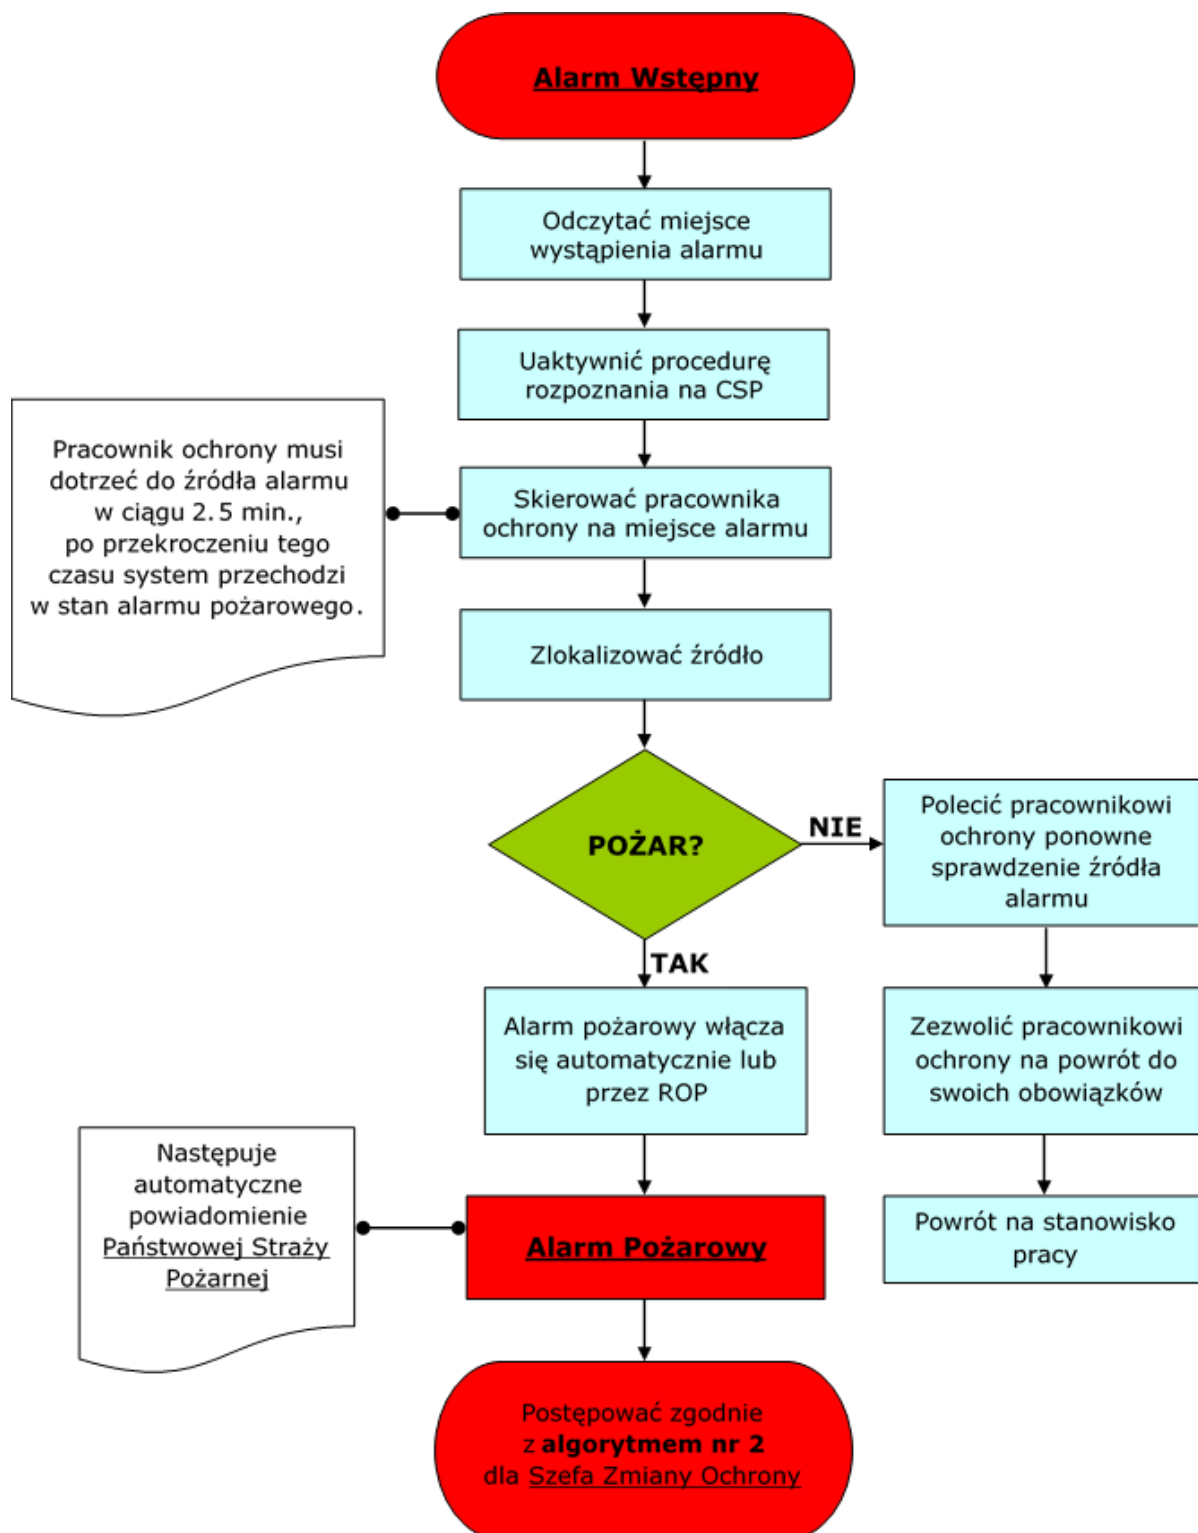 Alarm Wstępny
Odczytać miejsce
wystąpienia alarmu
Uaktywnić procedurę
rozpoznania na CSP
Pracownik ochrony musi
dotrzeć do źródła alarmu
w ciągu 2.5 min.,
po przekroczeniu tego
czasu system przechodzi
w stan alarmu pożarowego.
Skierować pracownika
ochrony na miejsce alarmu
Zlokalizować źródło
POŻAR?
NIE
Polecić pracownikowi
ochrony ponowne
sprawdzenie źródła
alarmu
TAK
Alarm pożarowy włącza
się automatycznie lub
przez ROP
Zezwolić pracownikowi
ochrony na powrót do
swoich obowiązków
Następuje
automatyczne
powiadomienie
Państwowej Straży
Pożarnej
Alarm Pożarowy
Powrót na stanowisko
pracy
Postępować zgodnie
z algorytmem nr 2
dla Szefa Zmiany Ochrony